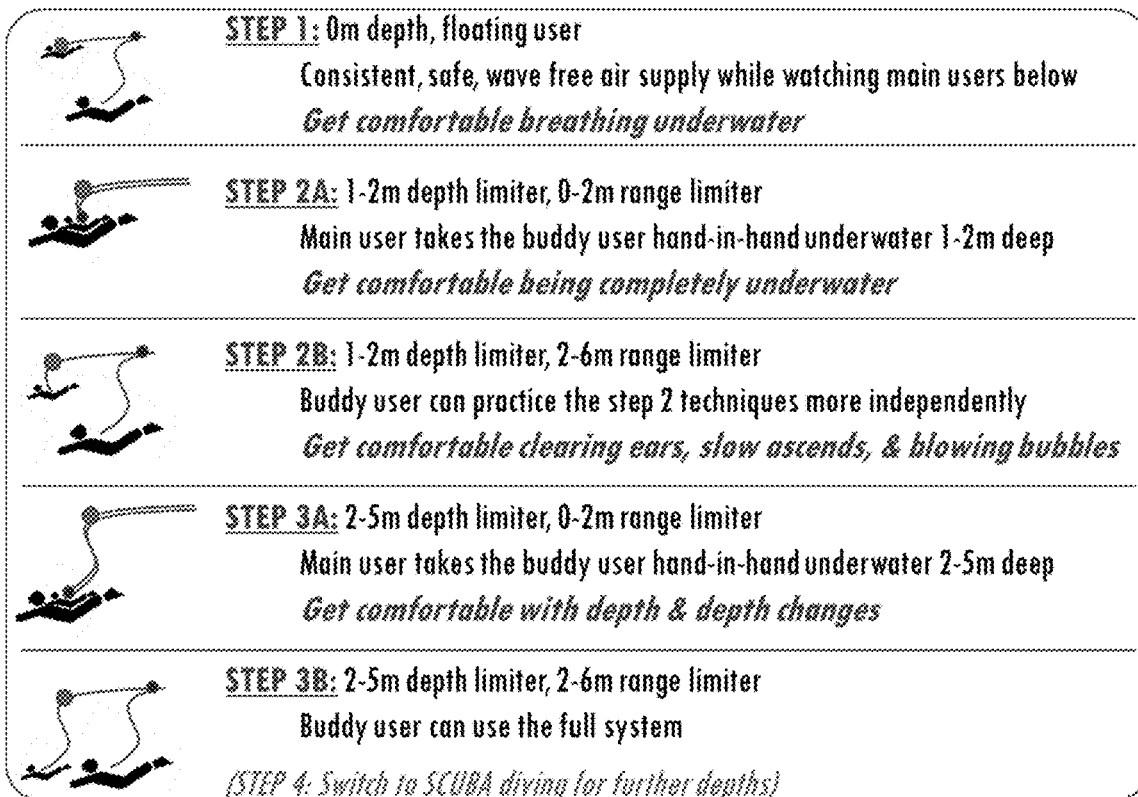 STEP 1: 0m depth, floating user
Consistent, safe, wave free air supply while watching main users below
Get comfortable breathing underwater
STEP 2A: 1-2m depth limiter, 0-2m range limiter
Main user takes the buddy user hand-in-hand underwater 1-2m deep
Get comfortable being completely underwater
STEP 2B: 1-2m depth limiter, 2-6m range limiter
Buddy user can practice the step 2 techniques more independently
Get comfortable clearing ears, slow ascends, & blowing bubbles
STEP 3A: 2-5m depth limiter, 0-2m range limiter
Main user takes the buddy user hand-in-hand underwater 2-5m deep
Get comfortable with depth & depth changes
STEP 3B: 2-5m depth limiter, 2-6m range limiter
Buddy user can use the full system
(STEP 4: Switch to SCUBA diving for further depths)